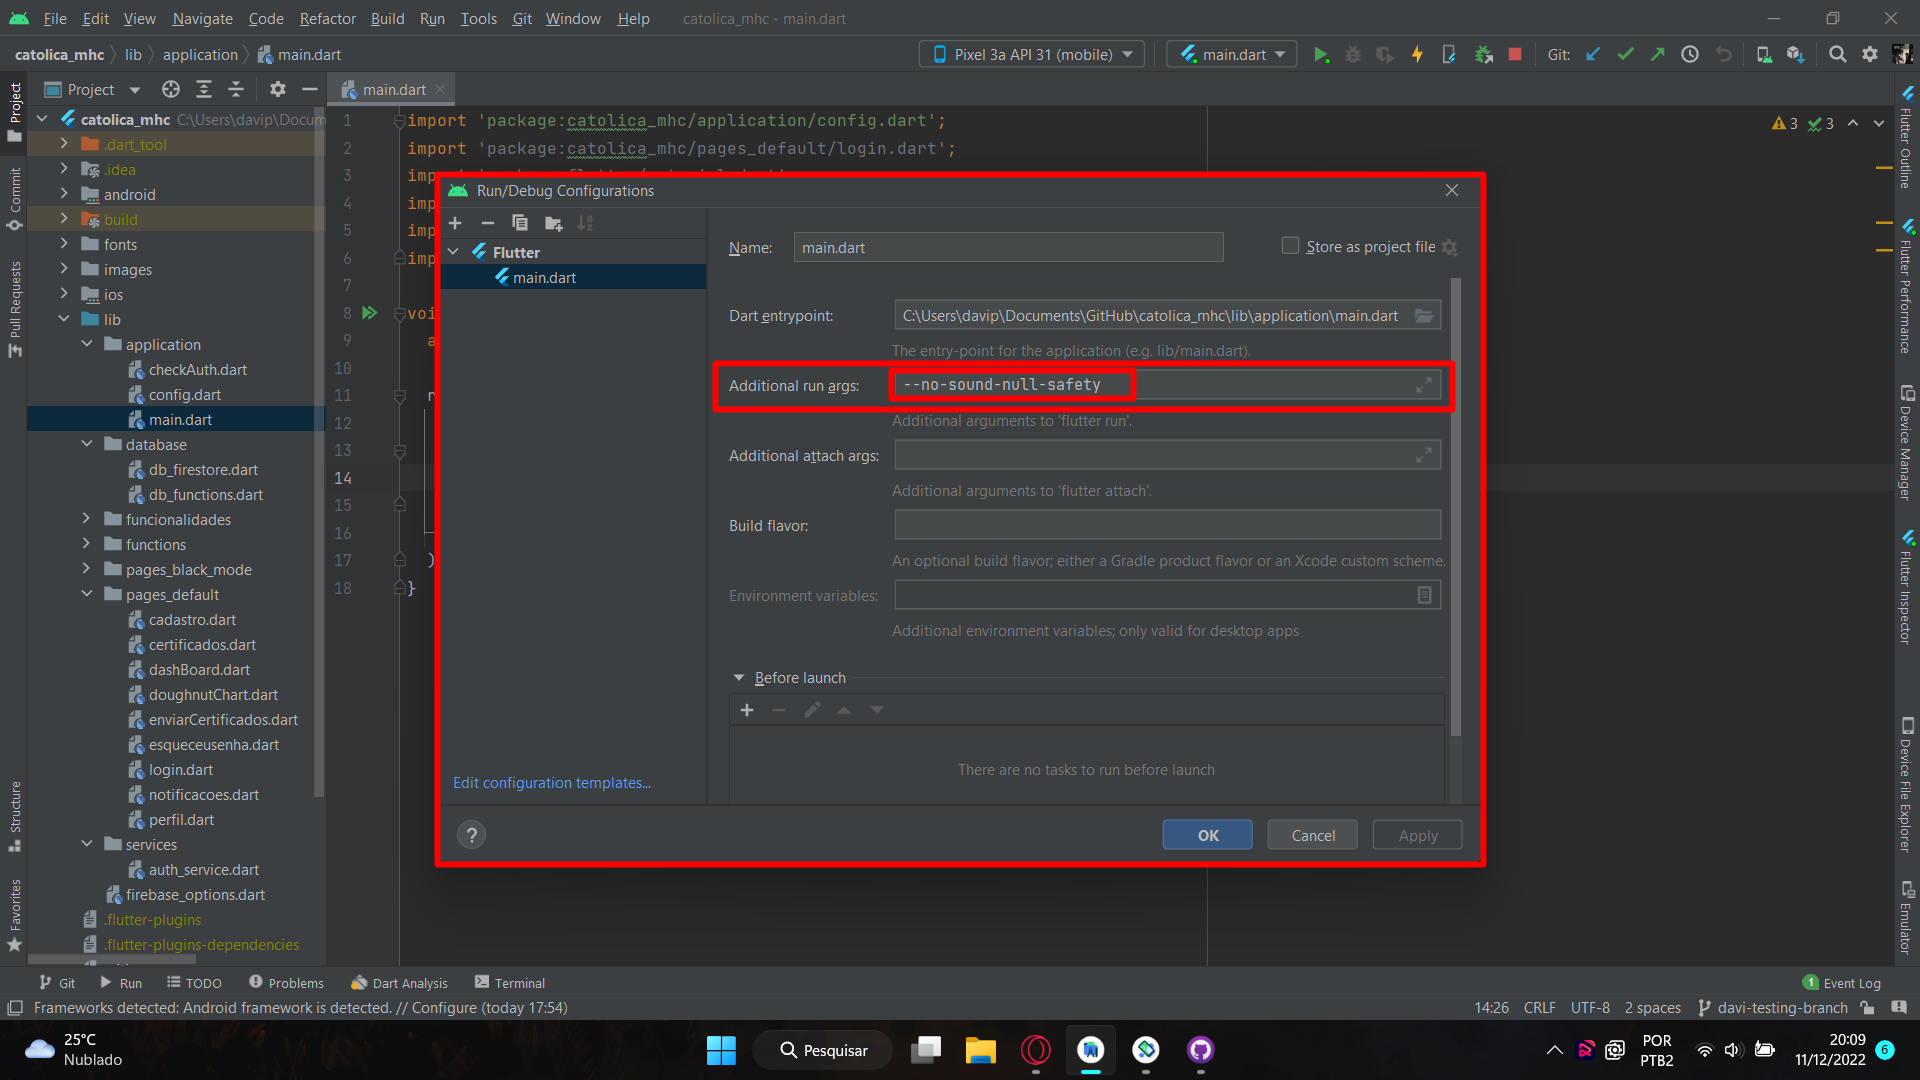 File Edit View Navigate Code Refactor Build Run Tools Git Window Help catolica_mhc - main.dart
catolica_mhc lib application main.dart Pixel 3a API 31 (mobile) main.dart Git:
Project main.dart
Project
Commit
Pull Requests
Structure
Favorites
catolica_mhc C:\Users\davip\Docum
.dart_tool
.idea
android
build
fonts
images
ios
lib
application
checkAuth.dart
config.dart
main.dart
database
db_firestore.dart
db_functions.dart
funcionalidades
functions
pages_black_mode
pages_default
cadastro.dart
certificados.dart
dashBoard.dart
doughnutChart.dart
enviarCertificados.dart
esqueceusenha.dart
login.dart
notificacoes.dart
perfil.dart
services
auth_service.dart
firebase_options.dart
.flutter-plugins
.flutter-plugins-dependencies
1 import 'package:catolica_mhc/application/config.dart';
2 import 'package:catolica_mhc/pages_default/login.dart';
3 imp
4 imp
5 imp
6 imp
7
8 voi
9 a
10
11
12
13
14
15
16
17 )
18 }
3 3
Run/Debug Configurations
Flutter
main.dart
Edit configuration templates...
Name: main.dart Store as project file
Dart entrypoint: C:\Users\davip\Documents\GitHub\catolica_mhc\lib\application\main.dart
The entry-point for the application (e.g. lib/main.dart).
Additional run args: --no-sound-null-safety
Additional arguments to 'flutter run'.
Additional attach args:
Additional arguments to 'flutter attach'.
Build flavor:
An optional build flavor; either a Gradle product flavor or an Xcode custom scheme.
Environment variables:
Additional environment variables; only valid for desktop apps
Before launch
There are no tasks to run before launch
? OK Cancel Apply
Flutter Outline
Flutter Performance
Device Manager
Flutter Inspector
Device File Explorer
Emulator
Git Run TODO Problems Dart Analysis Terminal 1 Event Log
Frameworks detected: Android framework is detected. // Configure (today 17:54) 14:26 CRLF UTF-8 2 spaces davi-testing-branch
25°C
Nublado
Pesquisar
POR
PTB2
20:09
11/12/2022
6